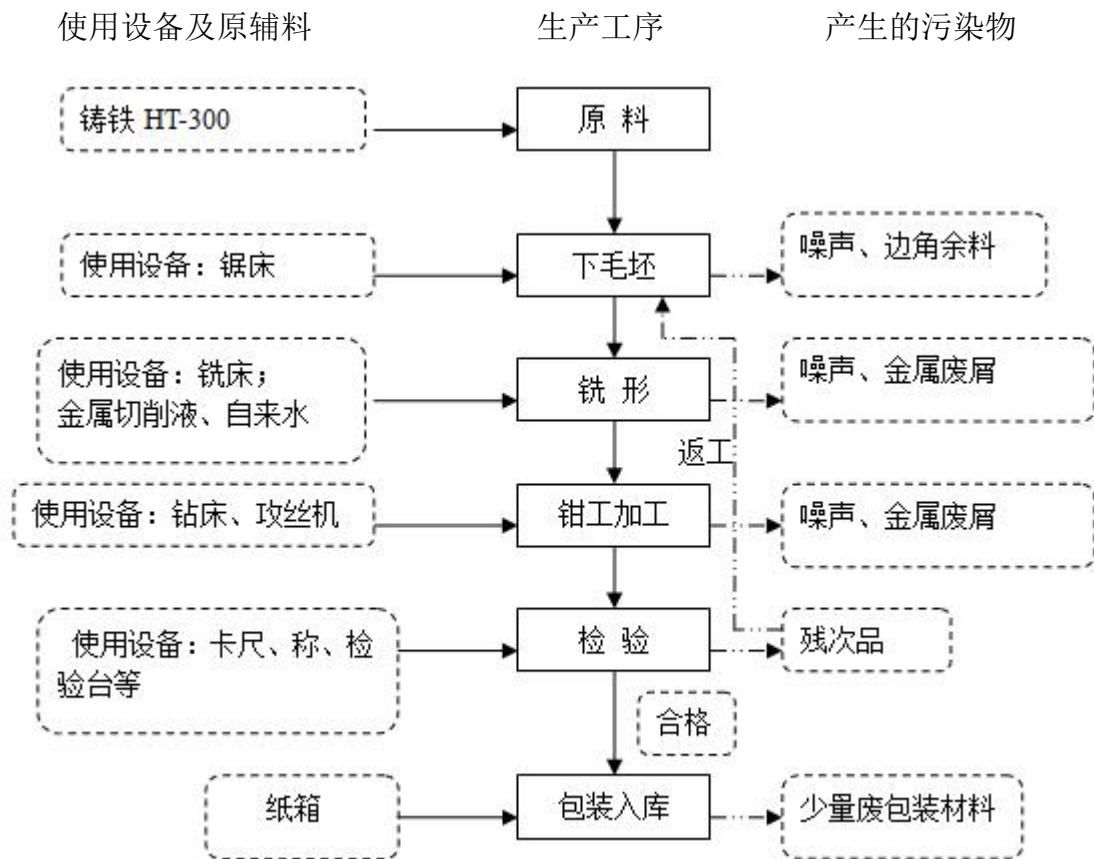 使用设备及原辅料 生产工序 产生的污染物
铸铁 HT-300 原 料
使用设备：锯床 下毛坯 噪声、边角余料
使用设备：铣床；
金属切削液、自来水 铣 形 噪声、金属废屑
返工
使用设备：钻床、攻丝机 钳工加工 噪声、金属废屑
使用设备：卡尺、称、检
验台等 检 验 残次品
合格
纸箱 包装入库 少量废包装材料